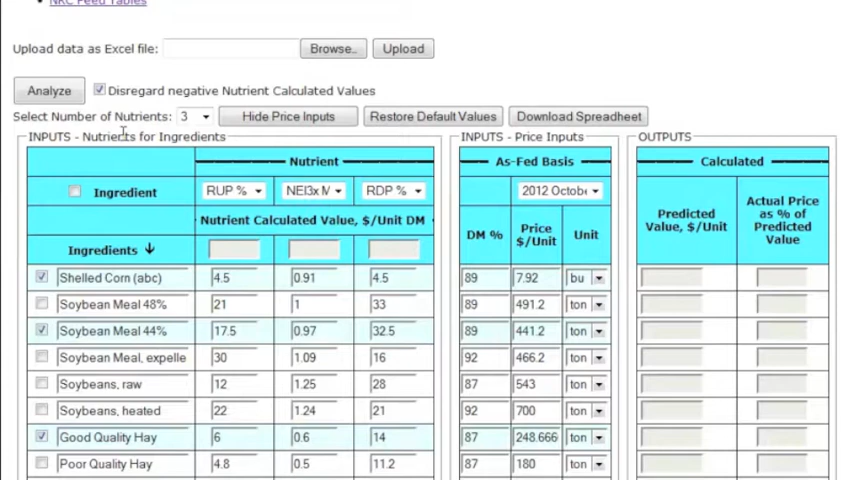 NRC Feed Tables
Upload data as Excel file: Browse.. Upload
Analyze Disregard negative Nutrient Calculated Values
Select Number of Nutrients: 3 Hide Price Inputs Restore Default Values Download Spreadsheet
INPUTS - Nutrients for Ingredients INPUTS - Price Inputs OUTPUTS
Nutrient As-Fed Basis Calculated
Ingredient RUP % NEl3x M RDP % 2012 Octobe
Nutrient Calculated Value, $/Unit DM DM % Price $/Unit Unit Predicted Value, $/Unit Actual Price as % of Predicted Value
Ingredients ↓
Shelled Corn (abc) 4.5 0.91 4.5 89 7.92 bu
Soybean Meal 48% 21 1 33 89 491.2 ton
Soybean Meal 44% 17.5 0.97 32.5 89 441.2 ton
Soybean Meal, expelle 30 1.09 16 92 466.2 ton
Soybeans, raw 12 1.25 28 87 543 ton
Soybeans, heated 22 1.24 21 92 700 ton
Good Quality Hay 6 0.6 14 87 248.666 ton
Poor Quality Hay 4.8 0.5 11.2 87 180 ton